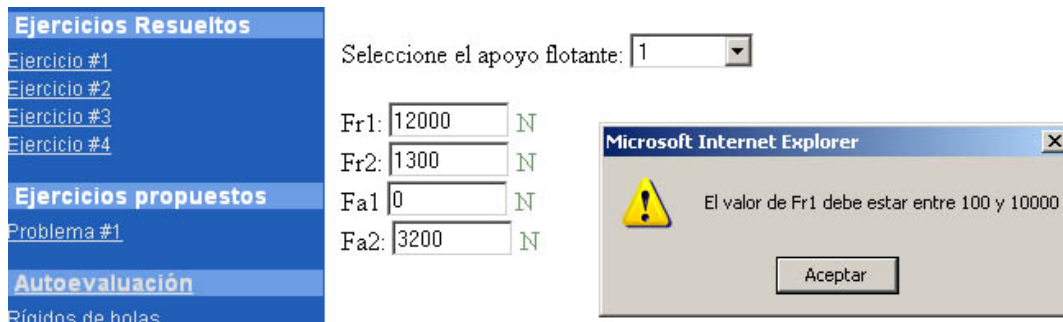 Ejercicios Resueltos
Ejercicio #1
Ejercicio #2
Ejercicio #3
Ejercicio #4
Ejercicios propuestos
Problema #1
Autoevaluación
Rígidos de bolas
Seleccione el apoyo flotante: 1
Fr1: 12000 N
Fr2: 1300 N
Fa1 0 N
Fa2: 3200 N
Microsoft Internet Explorer
El valor de Fr1 debe estar entre 100 y 10000
Aceptar